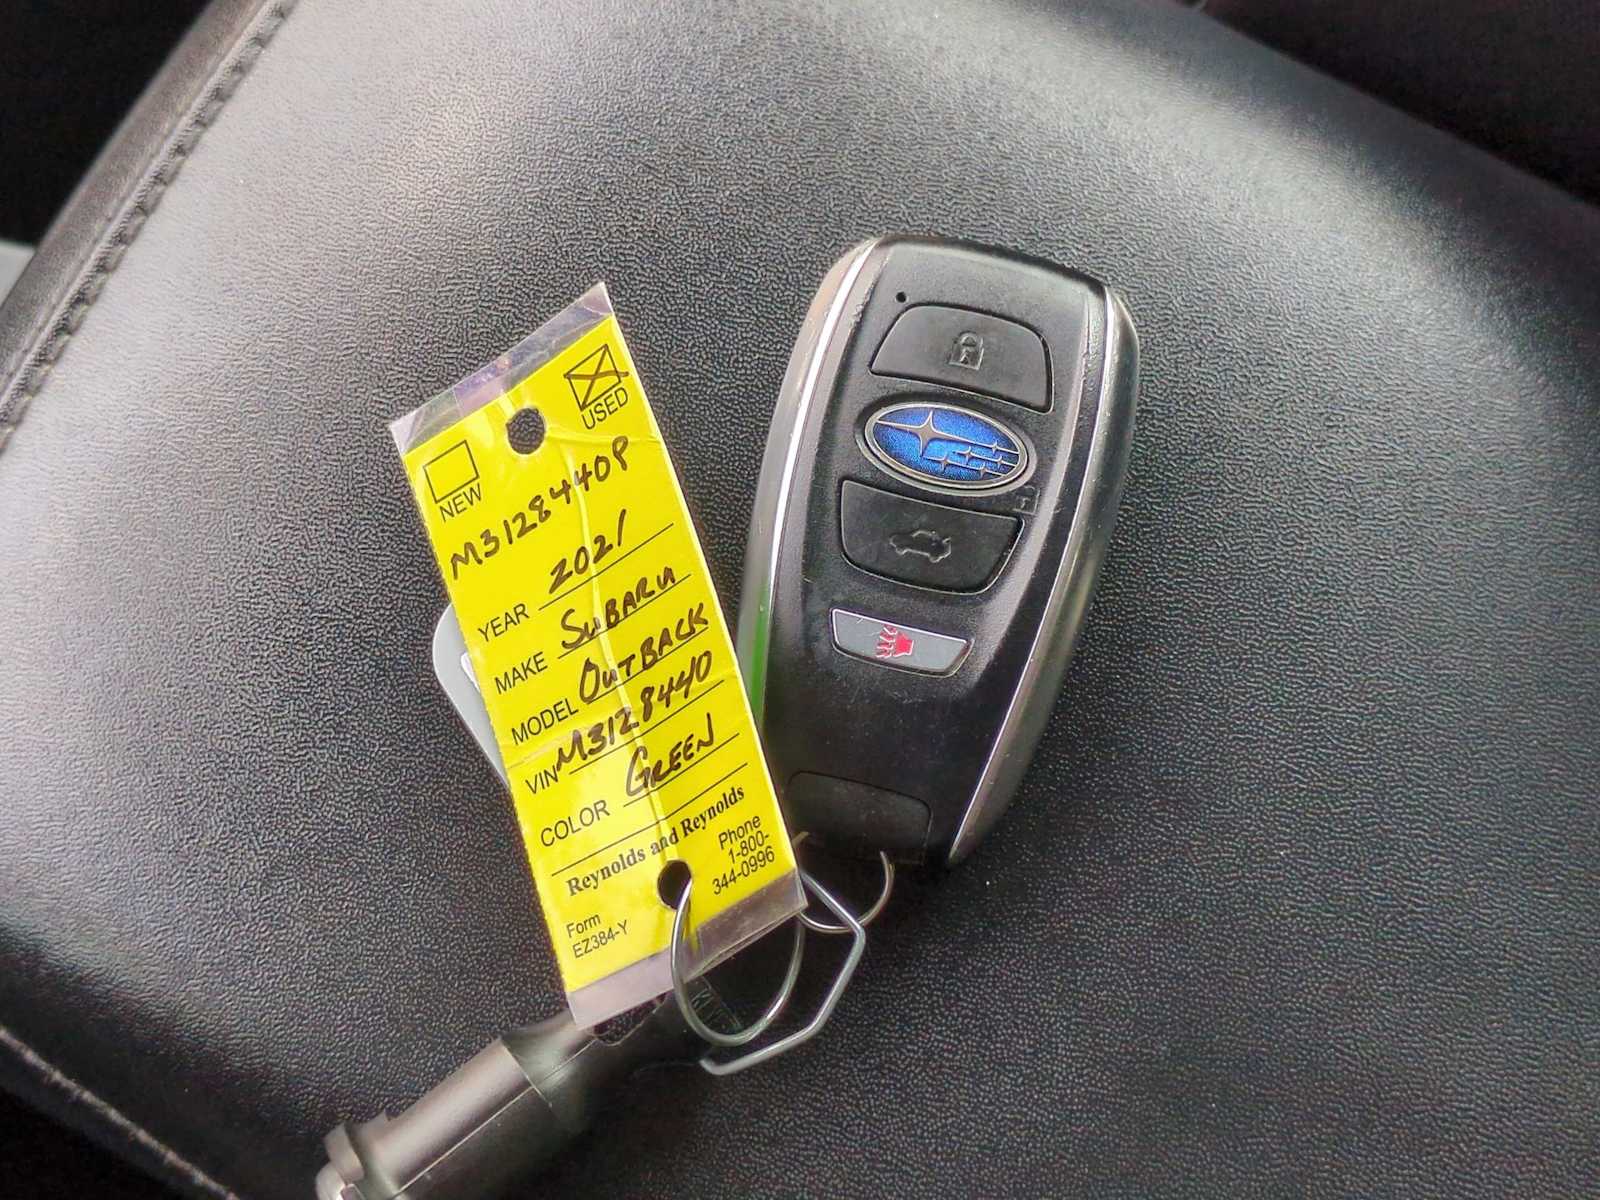 USED
NEW
M3128440P
YEAR 2021
MAKE SUBARU
MODEL OUTBACK
VIN M3128440
COLOR GREEN
Reynolds and Reynolds
Form
EZ384-Y
Phone
1-800-
344-0996